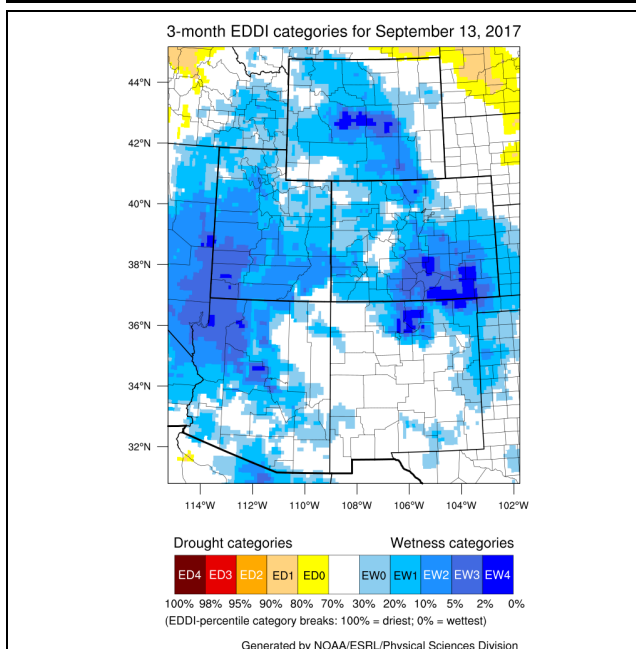 3-month EDDI categories for September 13, 2017
44°N
42°N
40°N
38°N
36°N
34°N
32°N
114°W 112°W 110°W 108°W 106°W 104°W 102°W
Drought categories Wetness categories
ED4 ED3 ED2 ED1 ED0 EW0 EW1 EW2 EW3 EW4
100% 98% 95% 90% 80% 70% 30% 20% 10% 5% 2% 0%
(EDDI-percentile category breaks: 100% = driest; 0% = wettest)
Generated by NOAA/ESRL/Physical Sciences Division